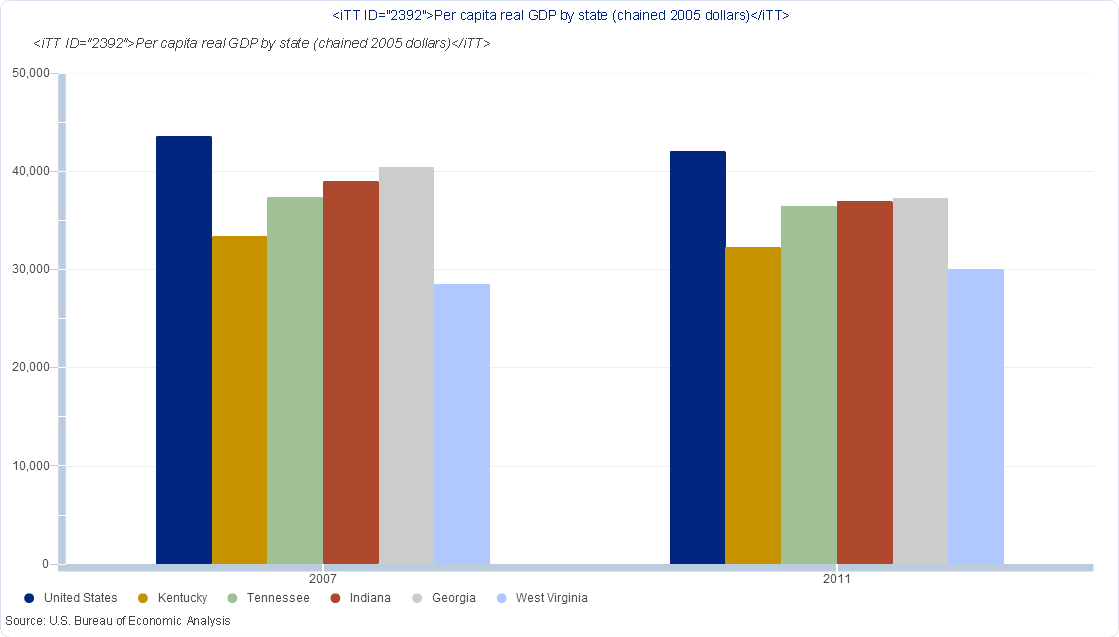 <iTT ID="2392">Per capita real GDP by state (chained 2005 dollars)</iTT>
<iTT ID="2392">Per capita real GDP by state (chained 2005 dollars)</iTT>
50,000
40,000
30,000
20,000
10,000
0
2007 2011
United States Kentucky Tennessee Indiana Georgia West Virginia
Source: U.S. Bureau of Economic Analysis